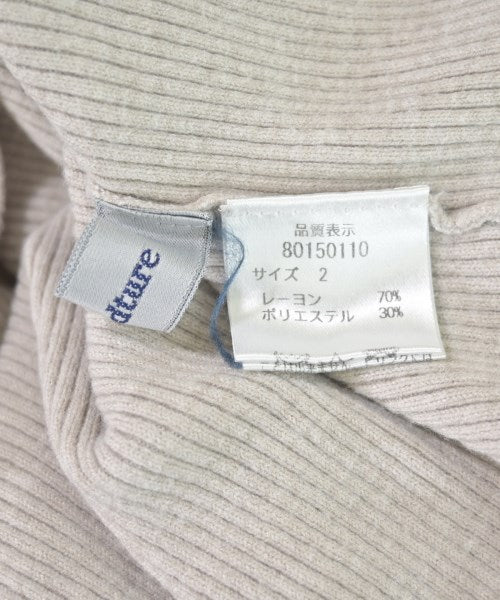 ature
品質表示
80150110
サイズ 2
レーヨン 70%
ポリエステル 30%